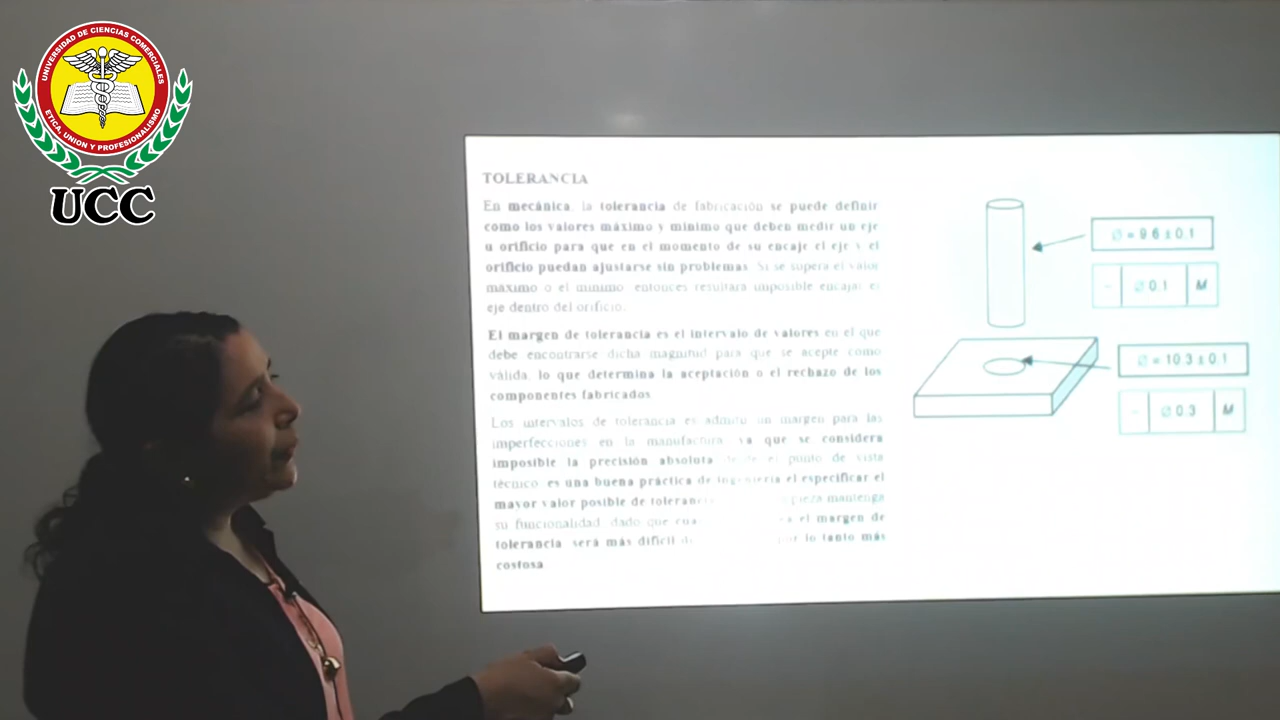 UNIVERSIDAD DE CIENCIAS COMERCIALES
ETICA, UNION Y PROFESIONALISMO
UCC
TOLERANCIA
En mecánica, la tolerancia de fabricación se puede definir
como los valores máximo y mínimo que deben medir un eje
u orificio para que en el momento de su encaje el eje y el
orificio puedan ajustarse sin problemas. Si se supera el valor
máximo o el mínimo, entonces resultara imposible encajar el
eje dentro del orificio.
El margen de tolerancia es el intervalo de valores en el que
debe encontrarse dicha magnitud para que se acepte como
válida, lo que determina la aceptación o el rechazo de los
componentes fabricados
Los intervalos de tolerancia es admitir un margen para las
imperfecciones en la manufactura, ya que se considera
imposible la precisión absoluta desde el punto de vista
técnico, es una buena práctica de ingeniería el especificar el
mayor valor posible de tolerancia pieza mantenga
su funcionalidad, dado que el margen de
tolerancia, será más difícil por lo tanto más
costosa
∅ = 9.6 ± 0.1
∅ 0.1 M
∅ = 10.3 ± 0.1
∅ 0.3 M